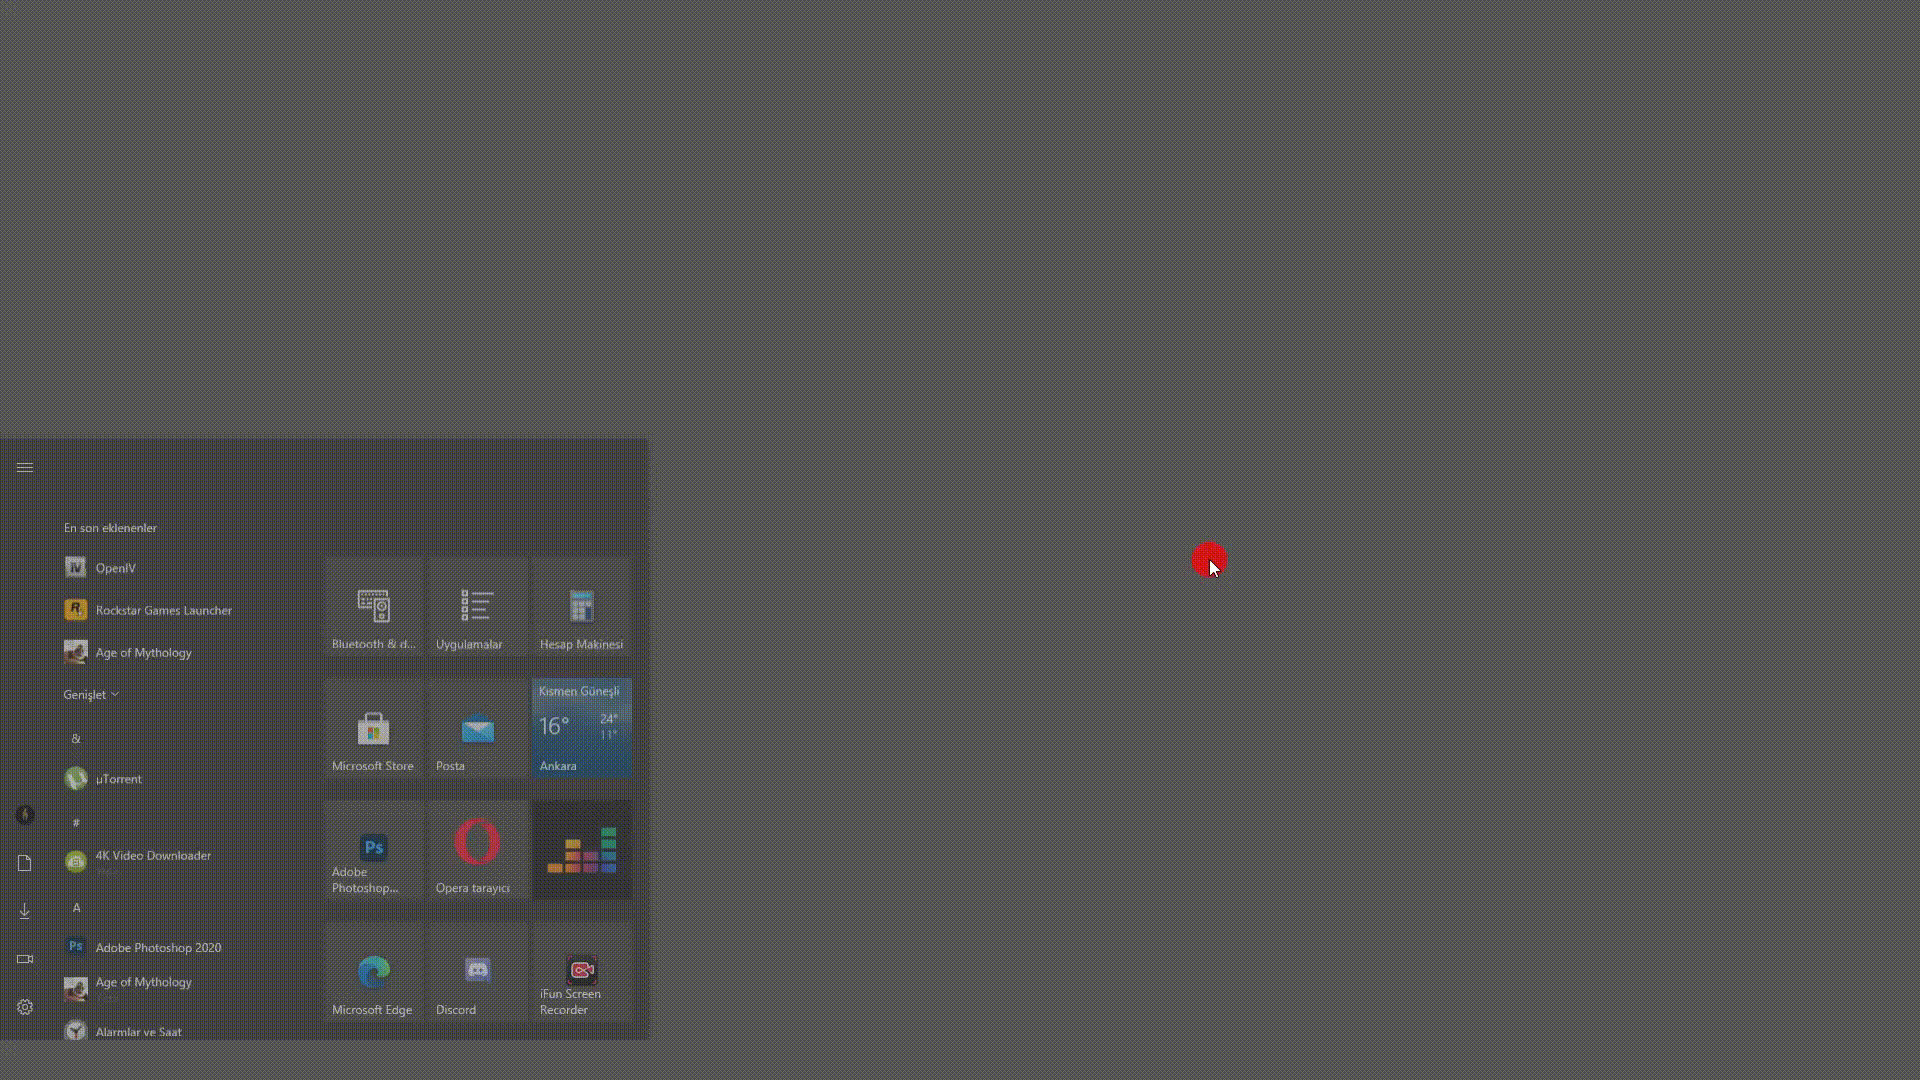 En son eklenenler
OpenIV
Rockstar Games Launcher
Age of Mythology
Genişlet
&
µTorrent
#
4K Video Downloader
A
Adobe Photoshop 2020
Age of Mythology
Alarmlar ve Saat
Bluetooth & d...
Uygulamalar
Hesap Makinesi
Microsoft Store
Posta
Kısmen Güneşli
16°
24°
11°
Ankara
Ps
Adobe
Photoshop...
Opera tarayıcı
Microsoft Edge
Discord
iFun Screen
Recorder